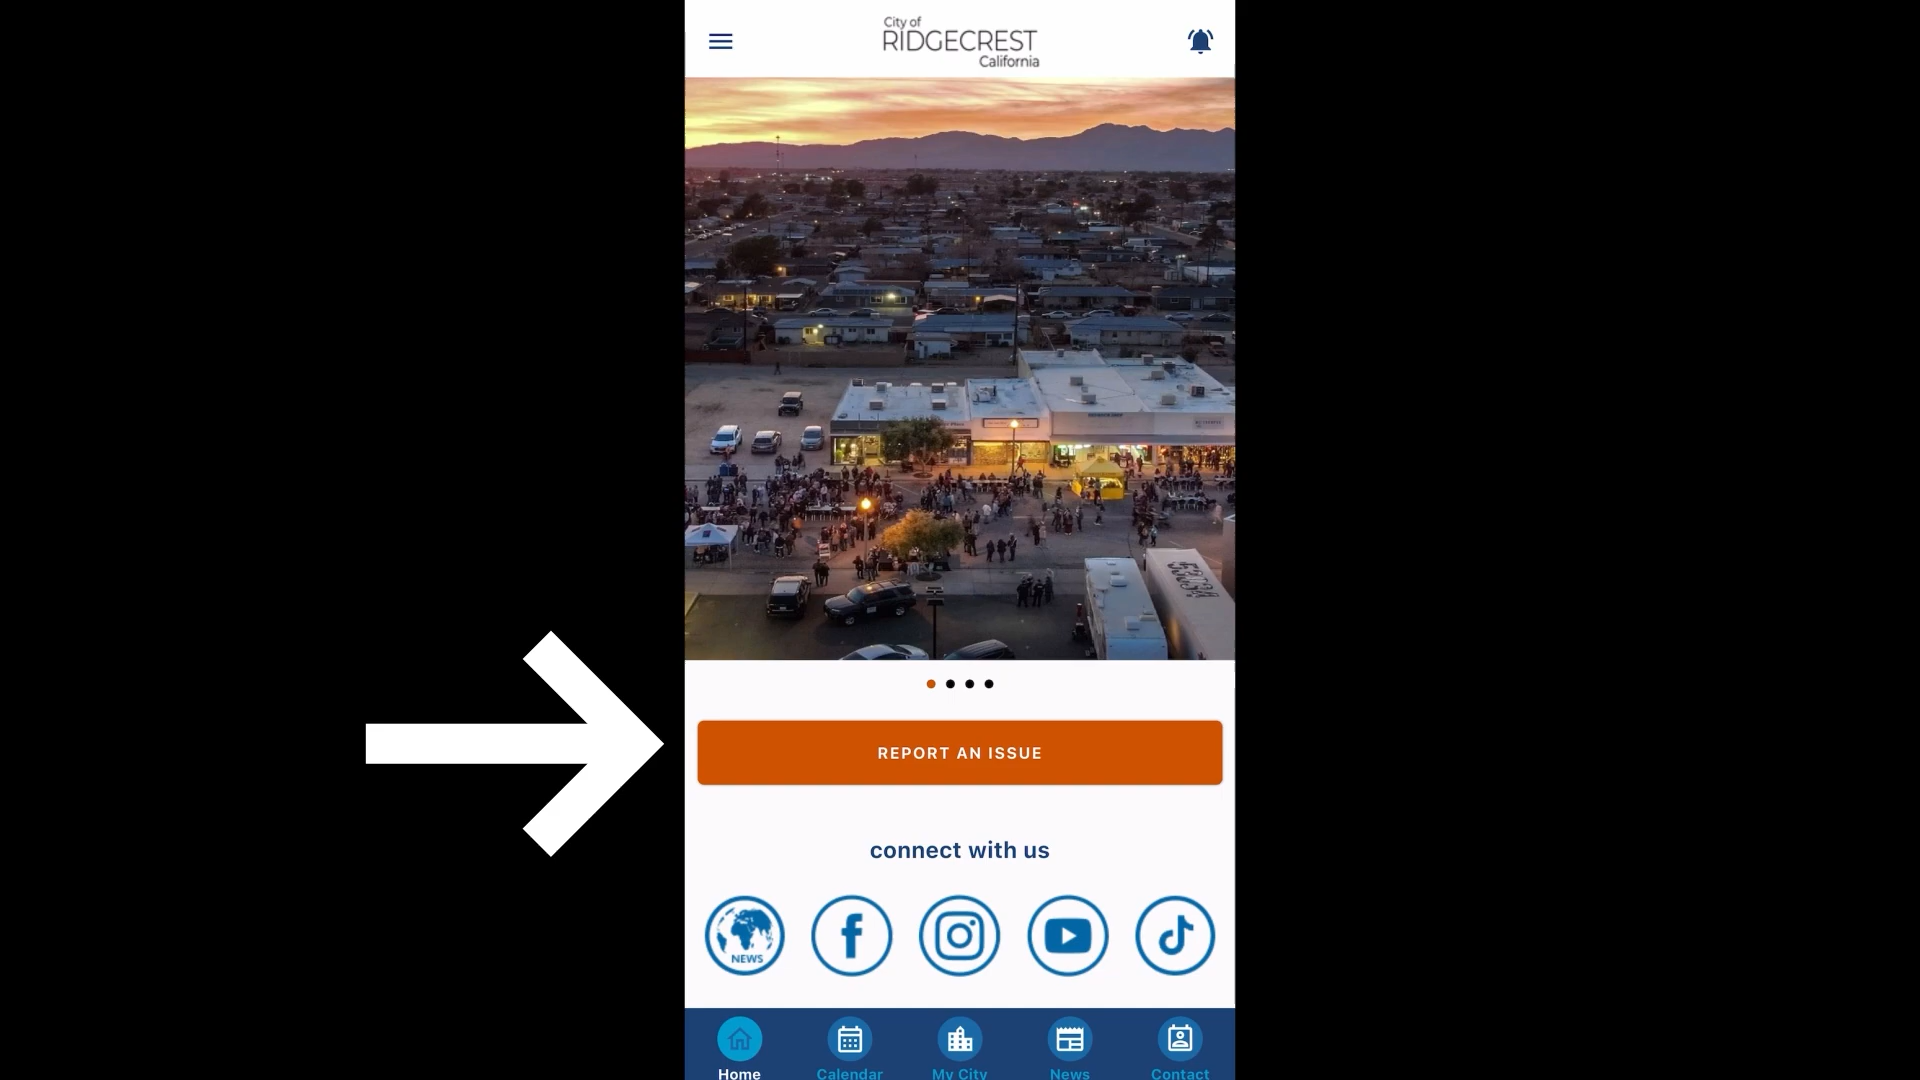 City of
RIDGECREST
California
REPORT AN ISSUE
connect with us
NEWS
Home
Calendar
My City
News
Contact